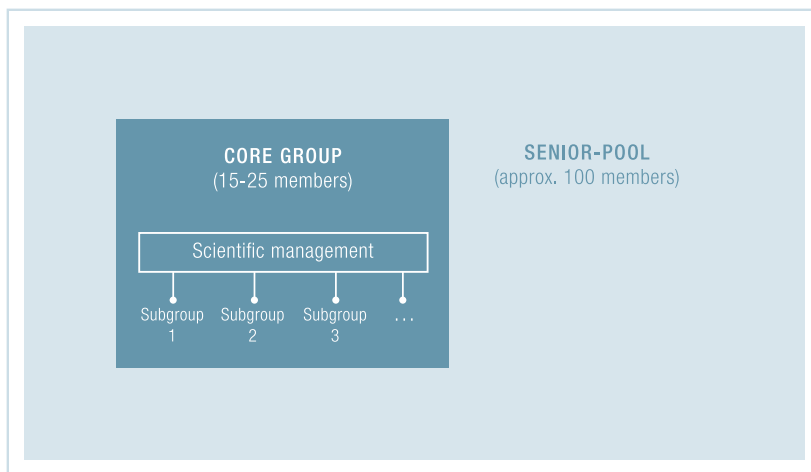 CORE GROUP
(15-25 members)
SENIOR-POOL
(approx. 100 members)
Scientific management
Subgroup
1
Subgroup
2
Subgroup
3
...